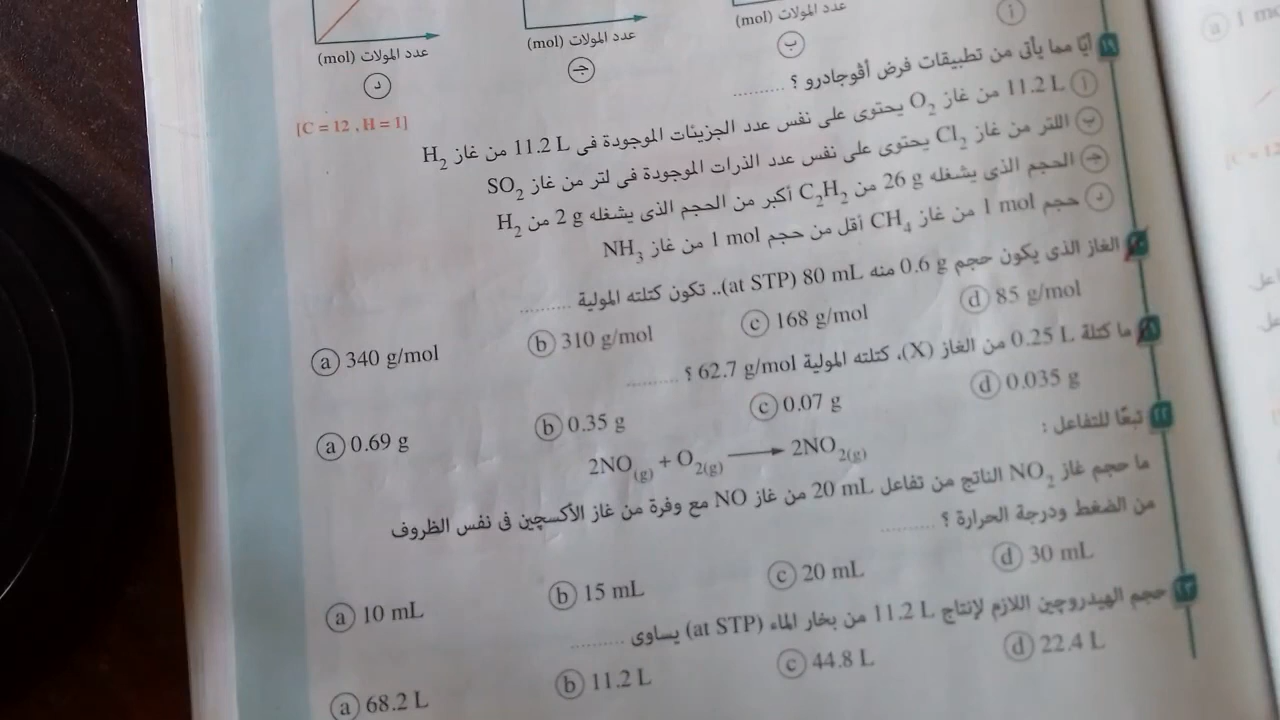 عدد المولات (mol)
أ
عدد المولات (mol)
ب
عدد المولات (mol)
جـ
عدد المولات (mol)
د
١٩ أيًا مما يأتى من تطبيقات فرض أڤوجادرو ؟ ..........
[C = 12 , H = 1]
أ 11.2 L من غاز O₂ يحتوى على نفس عدد الجزيئات الموجودة فى 11.2 L من غاز H₂
ب اللتر من غاز Cl₂ يحتوى على نفس عدد الذرات الموجودة فى لتر من غاز SO₂
جـ الحجم الذى يشغله 26 g من C₂H₂ أكبر من الحجم الذى يشغله 2 g من H₂
د حجم 1 mol من غاز CH₄ أقل من حجم 1 mol من غاز NH₃
الغاز الذى يكون حجم 0.6 g منه 80 mL (at STP).. تكون كتلته المولية ..........
a 340 g/mol b 310 g/mol c 168 g/mol d 85 g/mol
ما كتلة 0.25 L من الغاز (X)، كتلته المولية 62.7 g/mol ؟ ..........
a 0.69 g b 0.35 g c 0.07 g d 0.035 g
٢٢ تبعًا للتفاعل :
2NO(g) + O2(g) ⟶ 2NO2(g)
ما حجم غاز NO₂ الناتج من تفاعل 20 mL من غاز NO مع وفرة من غاز الأكسچين فى نفس الظروف
من الضغط ودرجة الحرارة ؟ ..........
a 10 mL b 15 mL c 20 mL d 30 mL
٢٣ حجم الهيدروچين اللازم لإنتاج 11.2 L من بخار الماء (at STP) يساوى ..........
a 68.2 L b 11.2 L c 44.8 L d 22.4 L